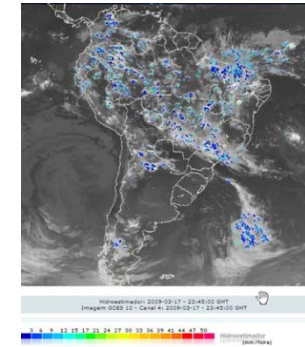 Hidroestimador: 2009-03-17 - 23:45:00 GMT
Imagem GOES 10 - Canal 4: 2009-03-17 - 23:45:00 GMT
3 6 9 12 15 18 21 24 27 30 33 36 39 41 44 47 50 Hidroestimador
(mm/hora)